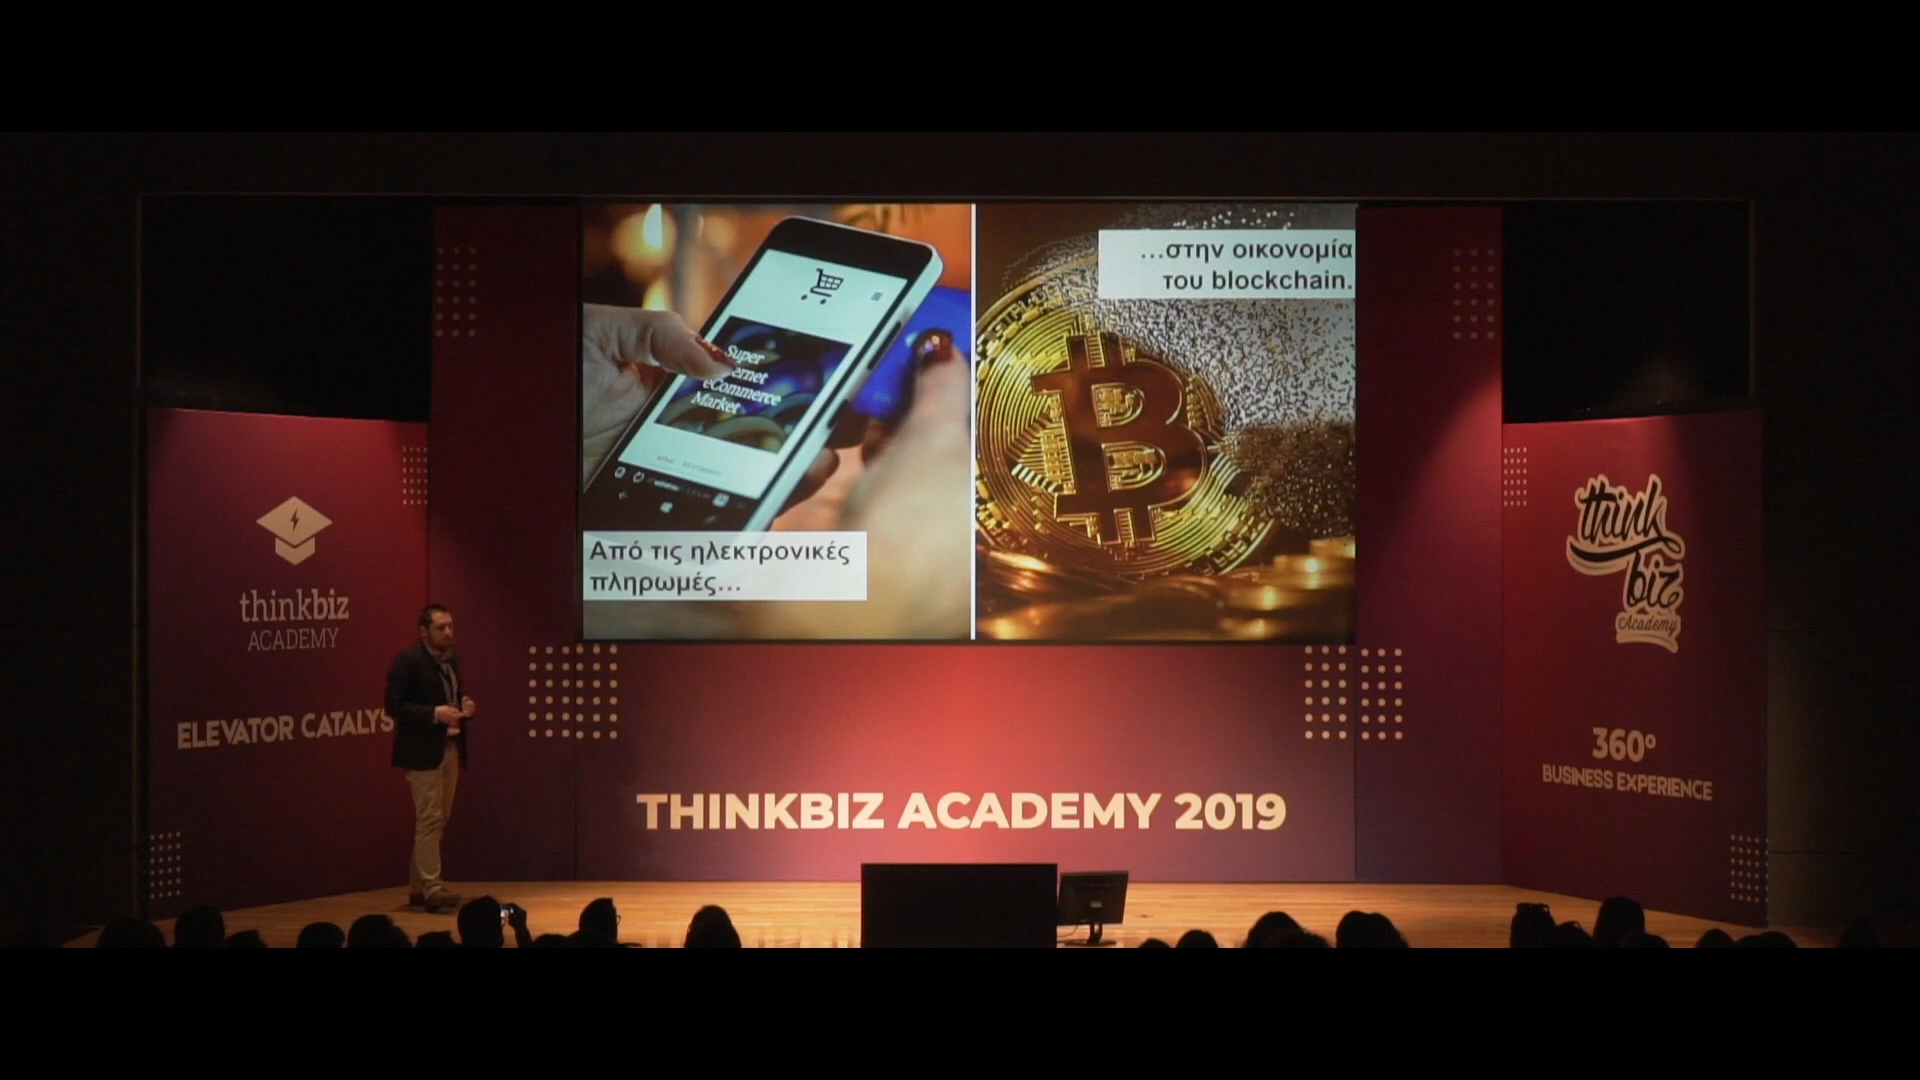 Super
eCommerce
Market
Από τις ηλεκτρονικές
πληρωμές...
...στην οικονομία
του blockchain.
thinkbiz
ACADEMY
ELEVATOR CATALYS
THINKBIZ ACADEMY 2019
think
biz
Academy
360º
BUSINESS EXPERIENCE